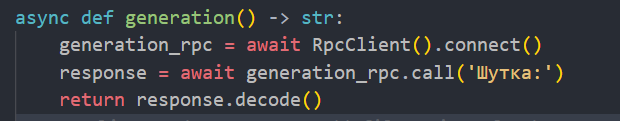 async def generation() -> str:
    generation_rpc = await RpcClient().connect()
    response = await generation_rpc.call('Шутка:')
    return response.decode()